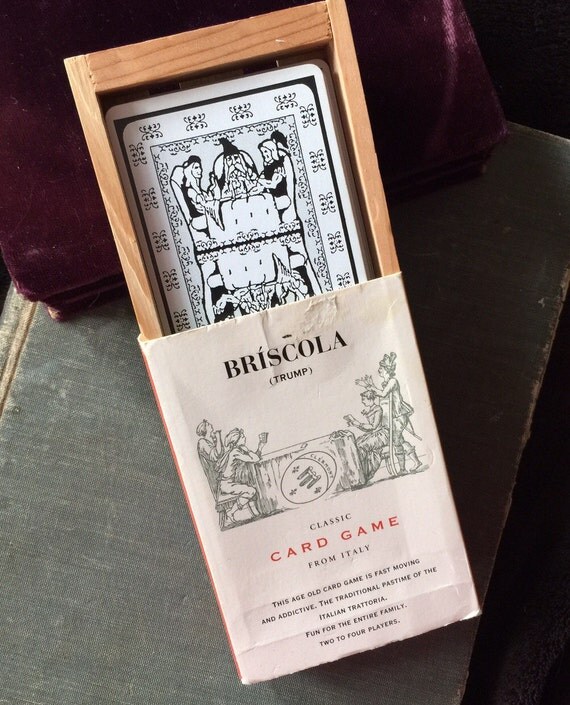 BRÍSCOLA
(TRUMP)
CLASSIC
CARD GAME
FROM ITALY
THIS AGE OLD CARD GAME IS FAST MOVING
AND ADDICTIVE. THE TRADITIONAL PASTIME OF THE
ITALIAN TRATTORIA.
FUN FOR THE ENTIRE FAMILY.
TWO TO FOUR PLAYERS.